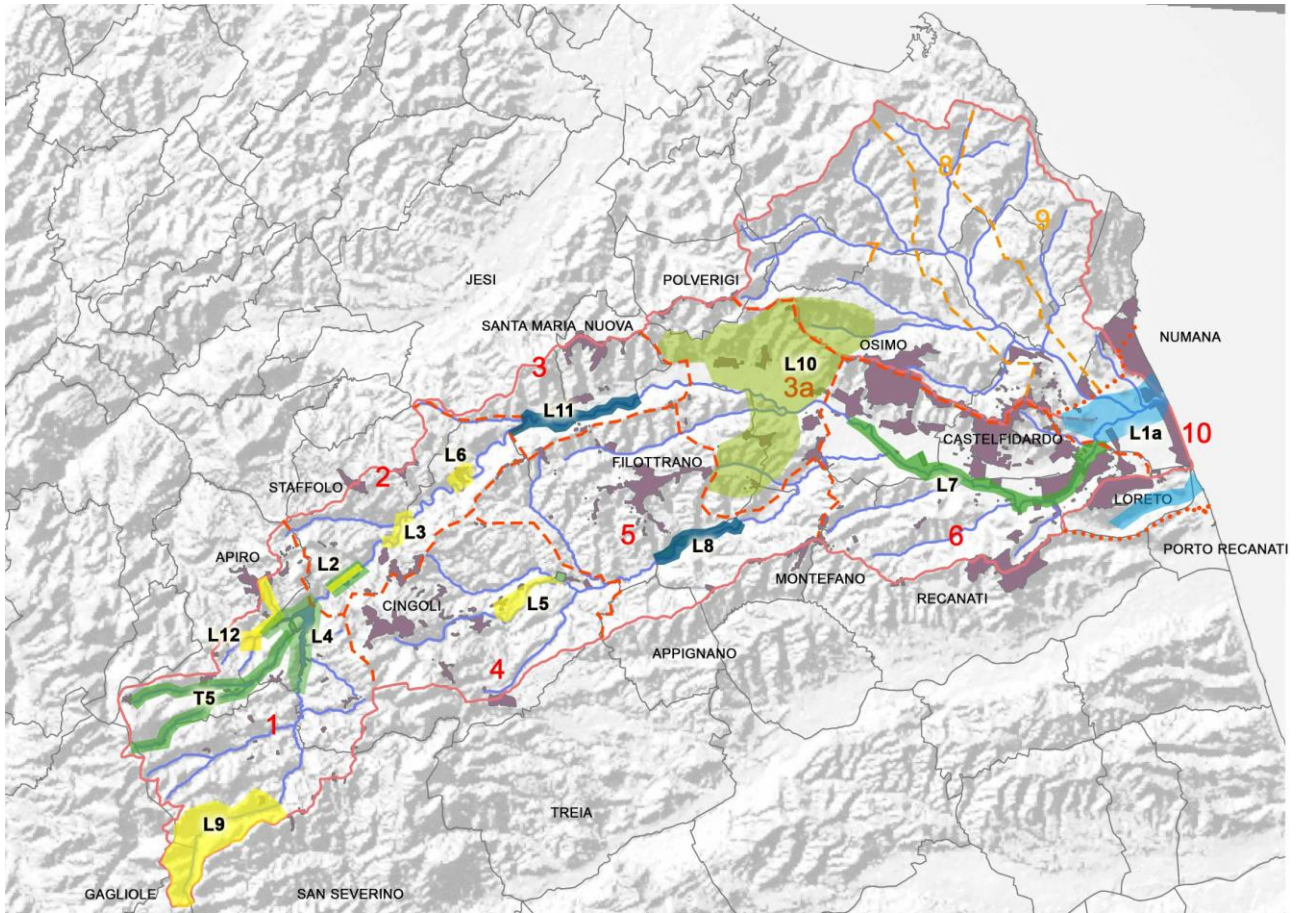 8
9
JESI
POLVERIGI
SANTA MARIA NUOVA
NUMANA
OSIMO
3
L10
3a
L11
CASTELFIDARDO
L1a
10
L6
2
STAFFOLO
FILOTTRANO
L7
LORETO
L3
5
6
L8
PORTO RECANATI
APIRO
L2
MONTEFANO
RECANATI
CINGOLI
L5
L12
L4
APPIGNANO
4
T5
1
TREIA
L9
GAGLIOLE
SAN SEVERINO